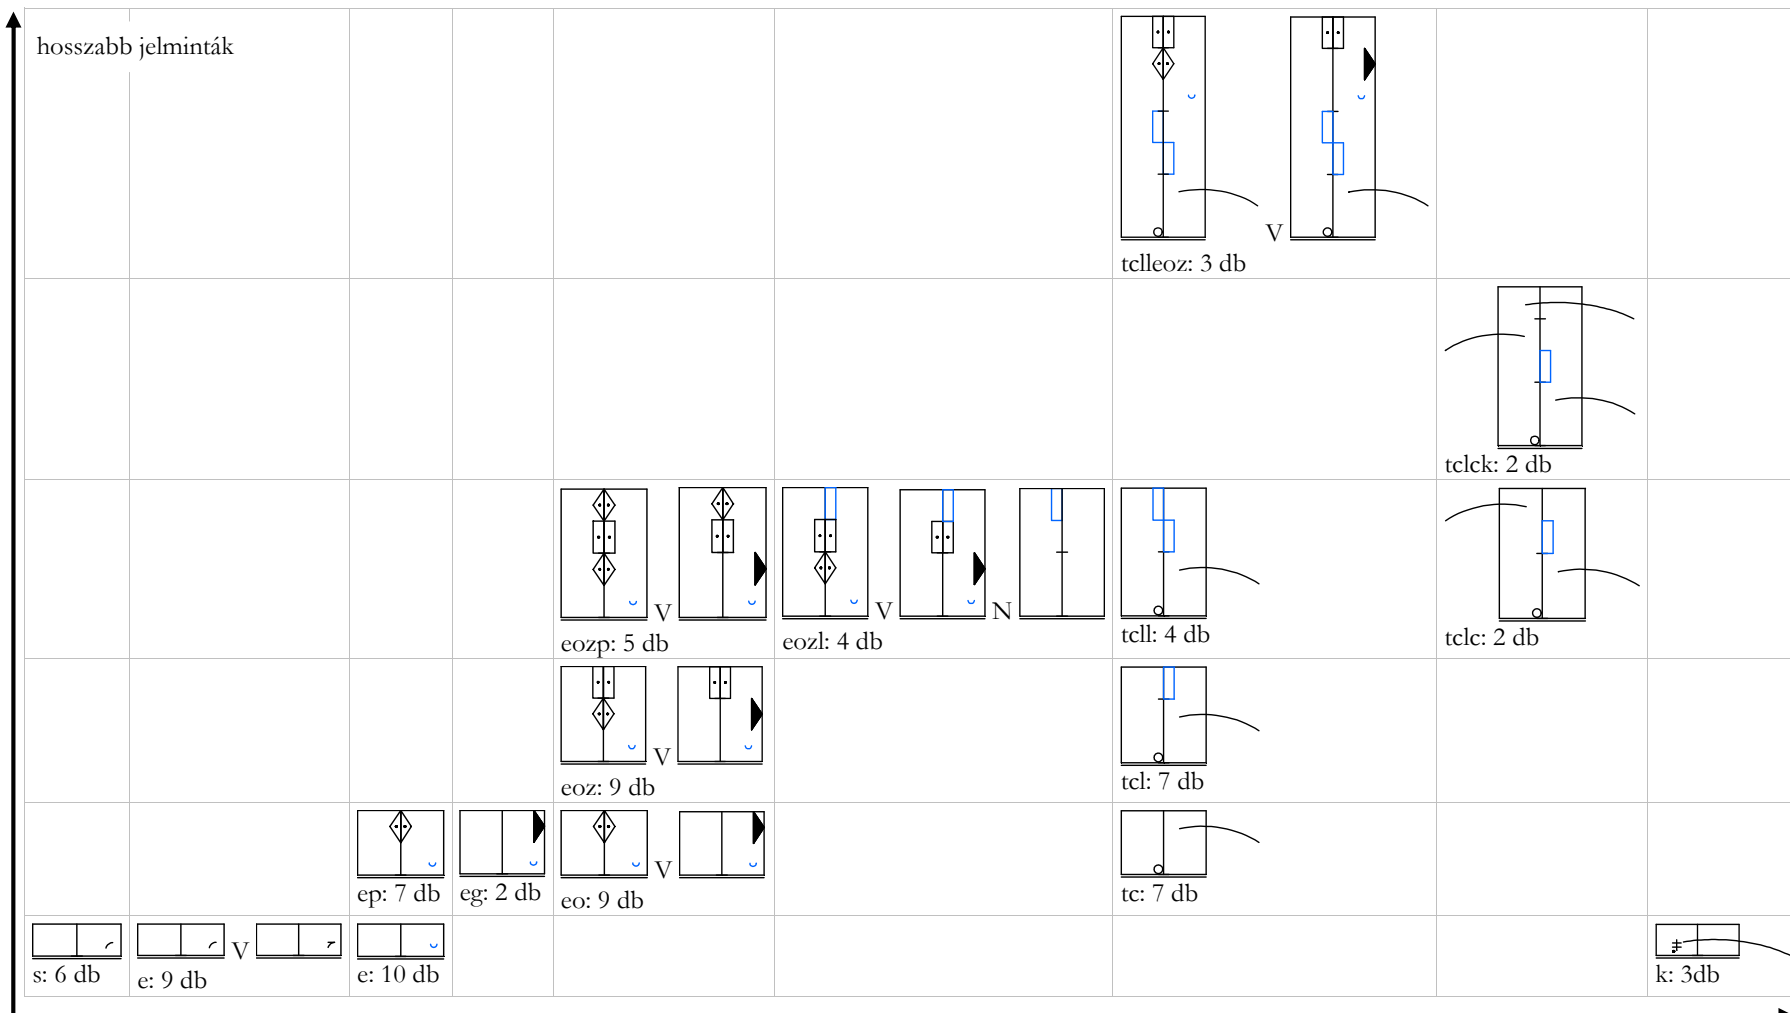 hosszabb jelminták
V
tclleoz: 3 db
tclck: 2 db
V
V
N
eozp: 5 db
eozl: 4 db
tcll: 4 db
tclc: 2 db
V
eoz: 9 db
tcl: 7 db
V
ep: 7 db
eg: 2 db
eo: 9 db
tc: 7 db
V
s: 6 db
e: 9 db
e: 10 db
k: 3db